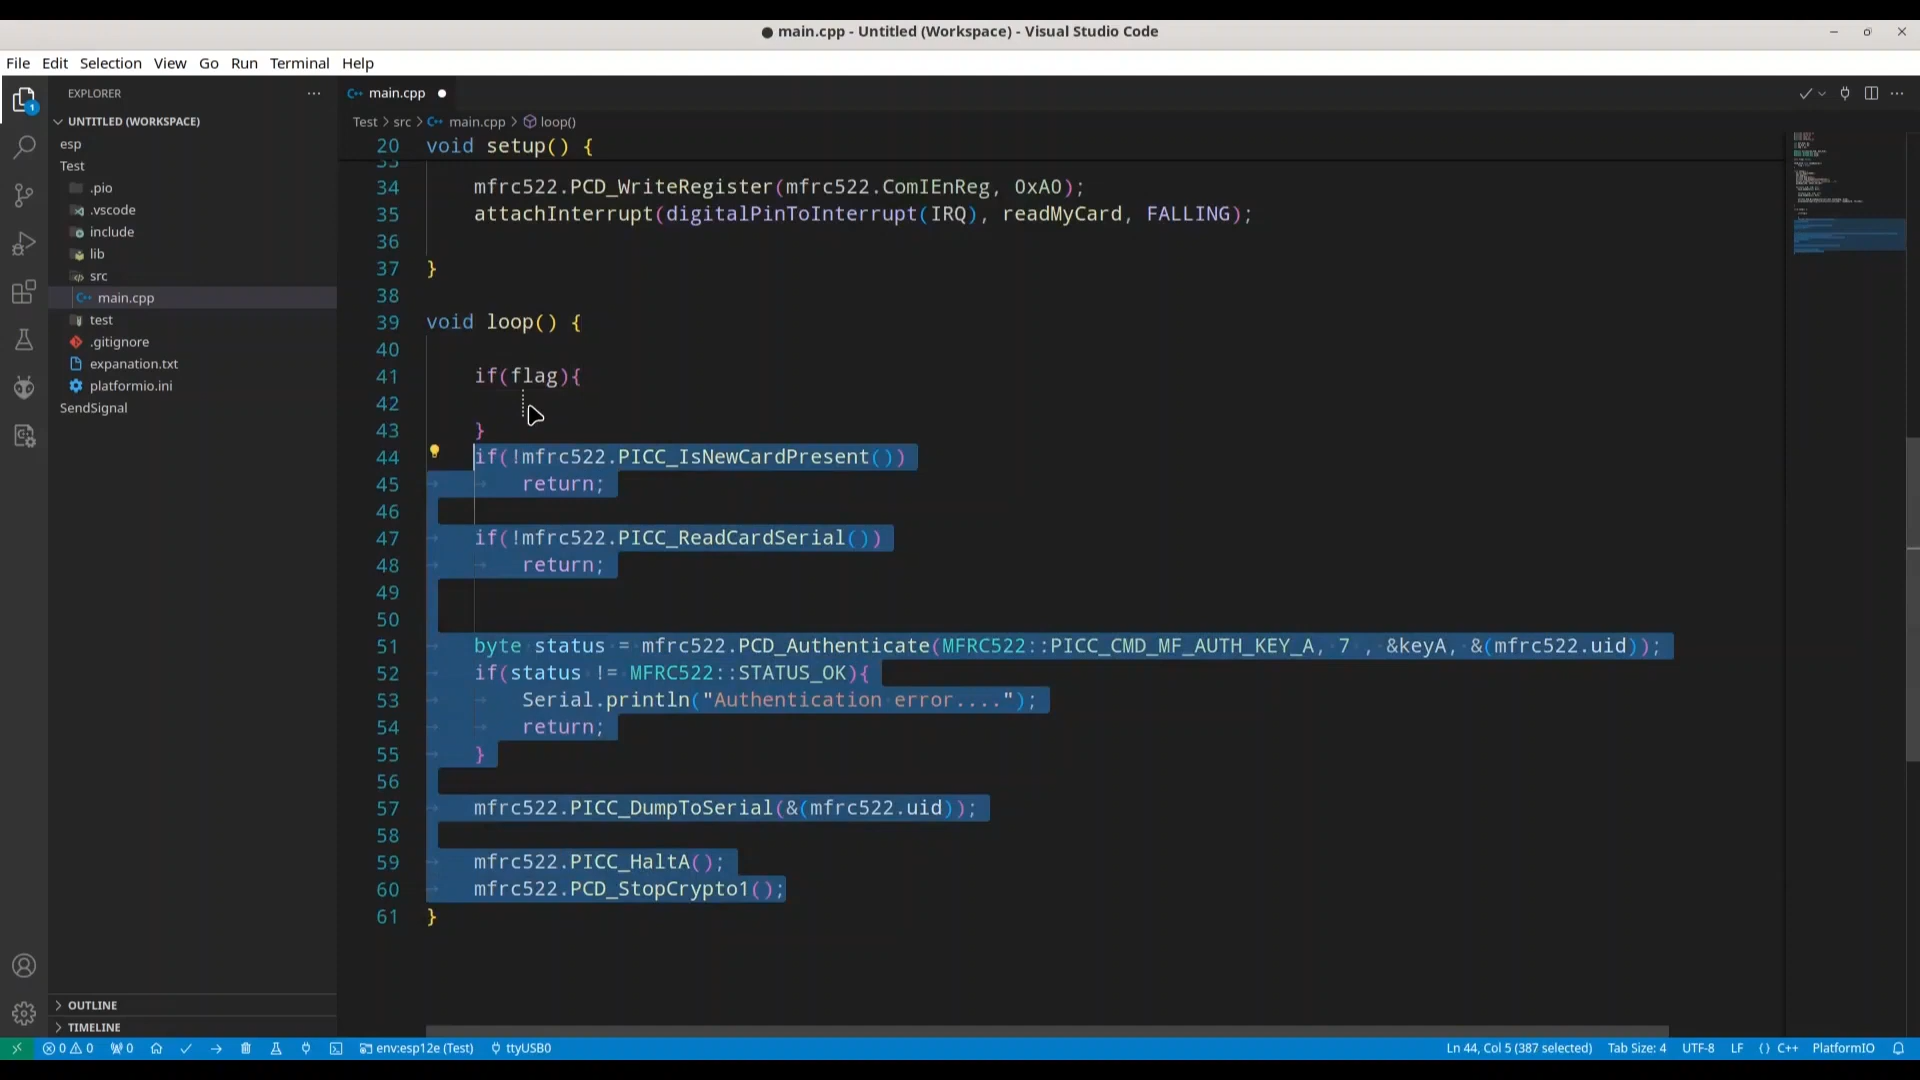 main.cpp - Untitled (Workspace) - Visual Studio Code
File Edit Selection View Go Run Terminal Help
EXPLORER
main.cpp
UNTITLED (WORKSPACE)
Test > src > main.cpp > loop()
esp
Test
.pio
.vscode
include
lib
src
main.cpp
test
.gitignore
expanation.txt
platformio.ini
SendSignal
OUTLINE
TIMELINE
20 void setup() {
34 mfrc522.PCD_WriteRegister(mfrc522.ComIEnReg, 0xA0);
35 attachInterrupt(digitalPinToInterrupt(IRQ), readMyCard, FALLING);
36
37 }
38
39 void loop() {
40
41 if(flag){
42
43 }
44 if(!mfrc522.PICC_IsNewCardPresent())
45 return;
46
47 if(!mfrc522.PICC_ReadCardSerial())
48 return;
49
50
51 byte status = mfrc522.PCD_Authenticate(MFRC522::PICC_CMD_MF_AUTH_KEY_A, 7 , &keyA, &(mfrc522.uid));
52 if(status != MFRC522::STATUS_OK){
53 Serial.println("Authentication error....");
54 return;
55 }
56
57 mfrc522.PICC_DumpToSerial(&(mfrc522.uid));
58
59 mfrc522.PICC_HaltA();
60 mfrc522.PCD_StopCrypto1();
61 }
0 0 0 env:esp12e (Test) ttyUSB0 Ln 44, Col 5 (387 selected) Tab Size: 4 UTF-8 LF {} C++ PlatformIO